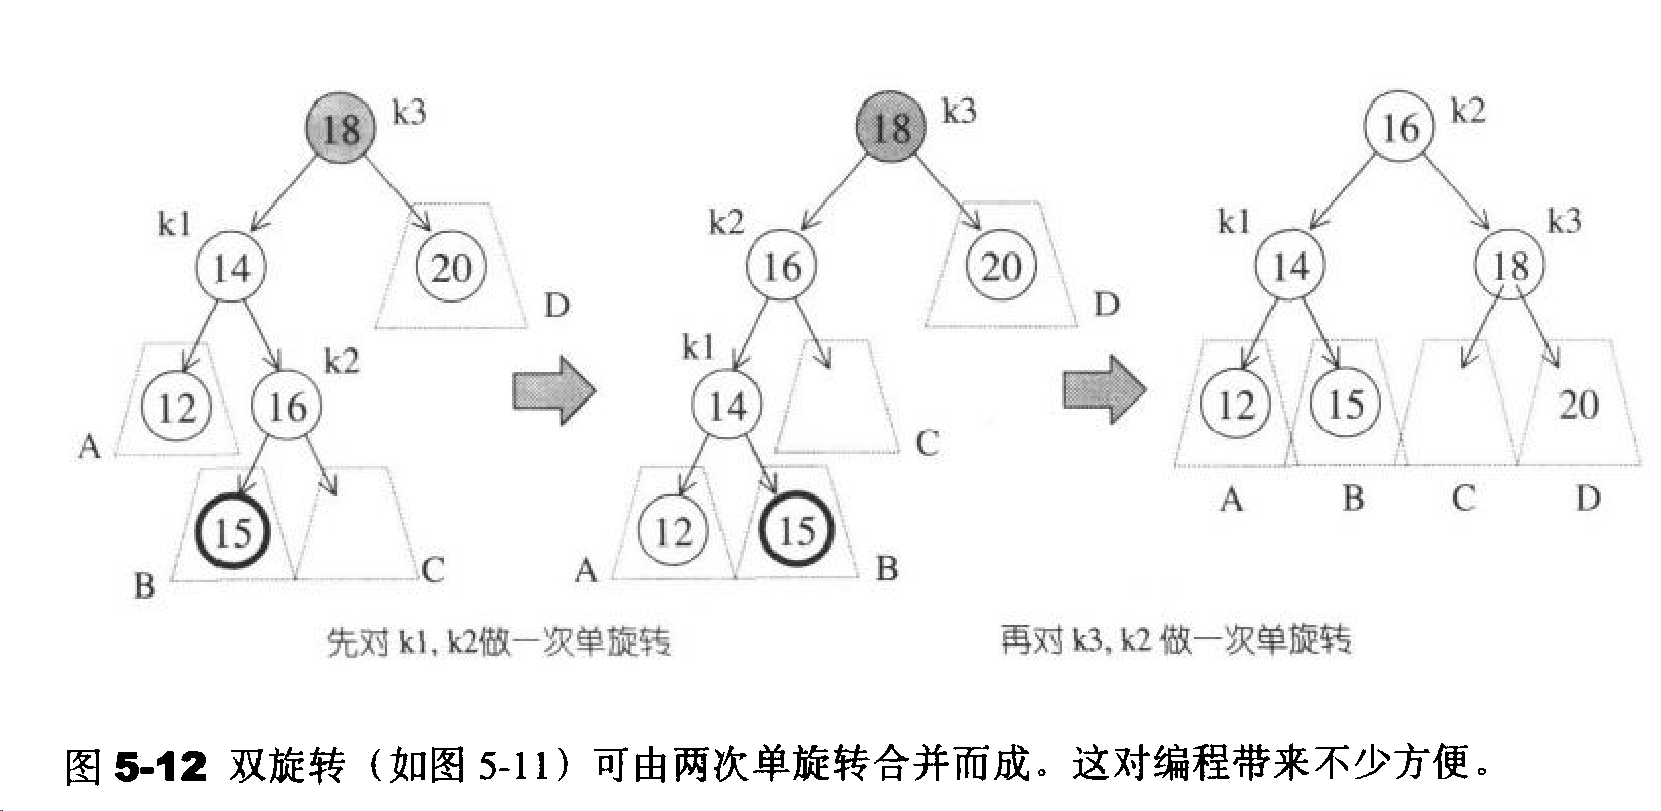 18 k3
k1
14 20
D
12 16 k2
A
15
B C
18 k3
k2
16 20
D
k1
14
C
12 15
A B
16 k2
k1 k3
14 18
12 15 20
A B C D
先对 k1, k2做一次单旋转
再对 k3, k2 做一次单旋转
图 5-12 双旋转（如图 5-11）可由两次单旋转合并而成。这对编程带来不少方便。